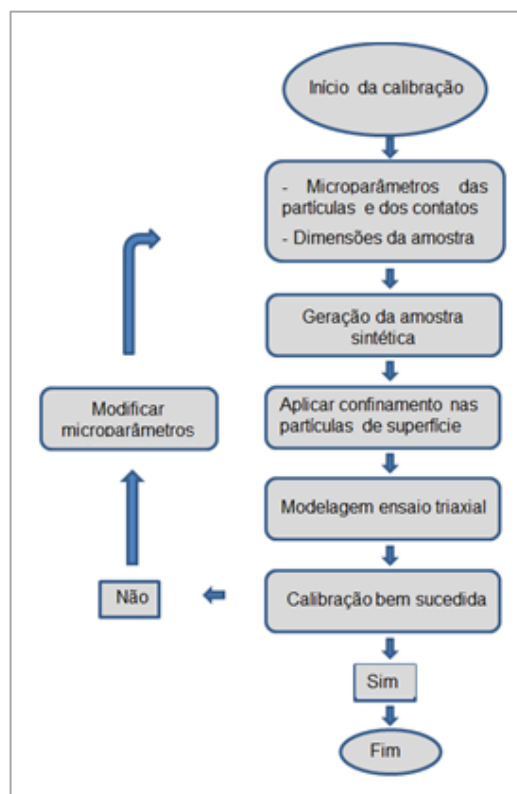 Início da calibração
- Microparâmetros das
partículas e dos contatos
- Dimensões da amostra
Geração da amostra
sintética
Aplicar confinamento nas
partículas de superfície
Modelagem ensaio triaxial
Calibração bem sucedida
Não
Modificar
microparâmetros
Sim
Fim